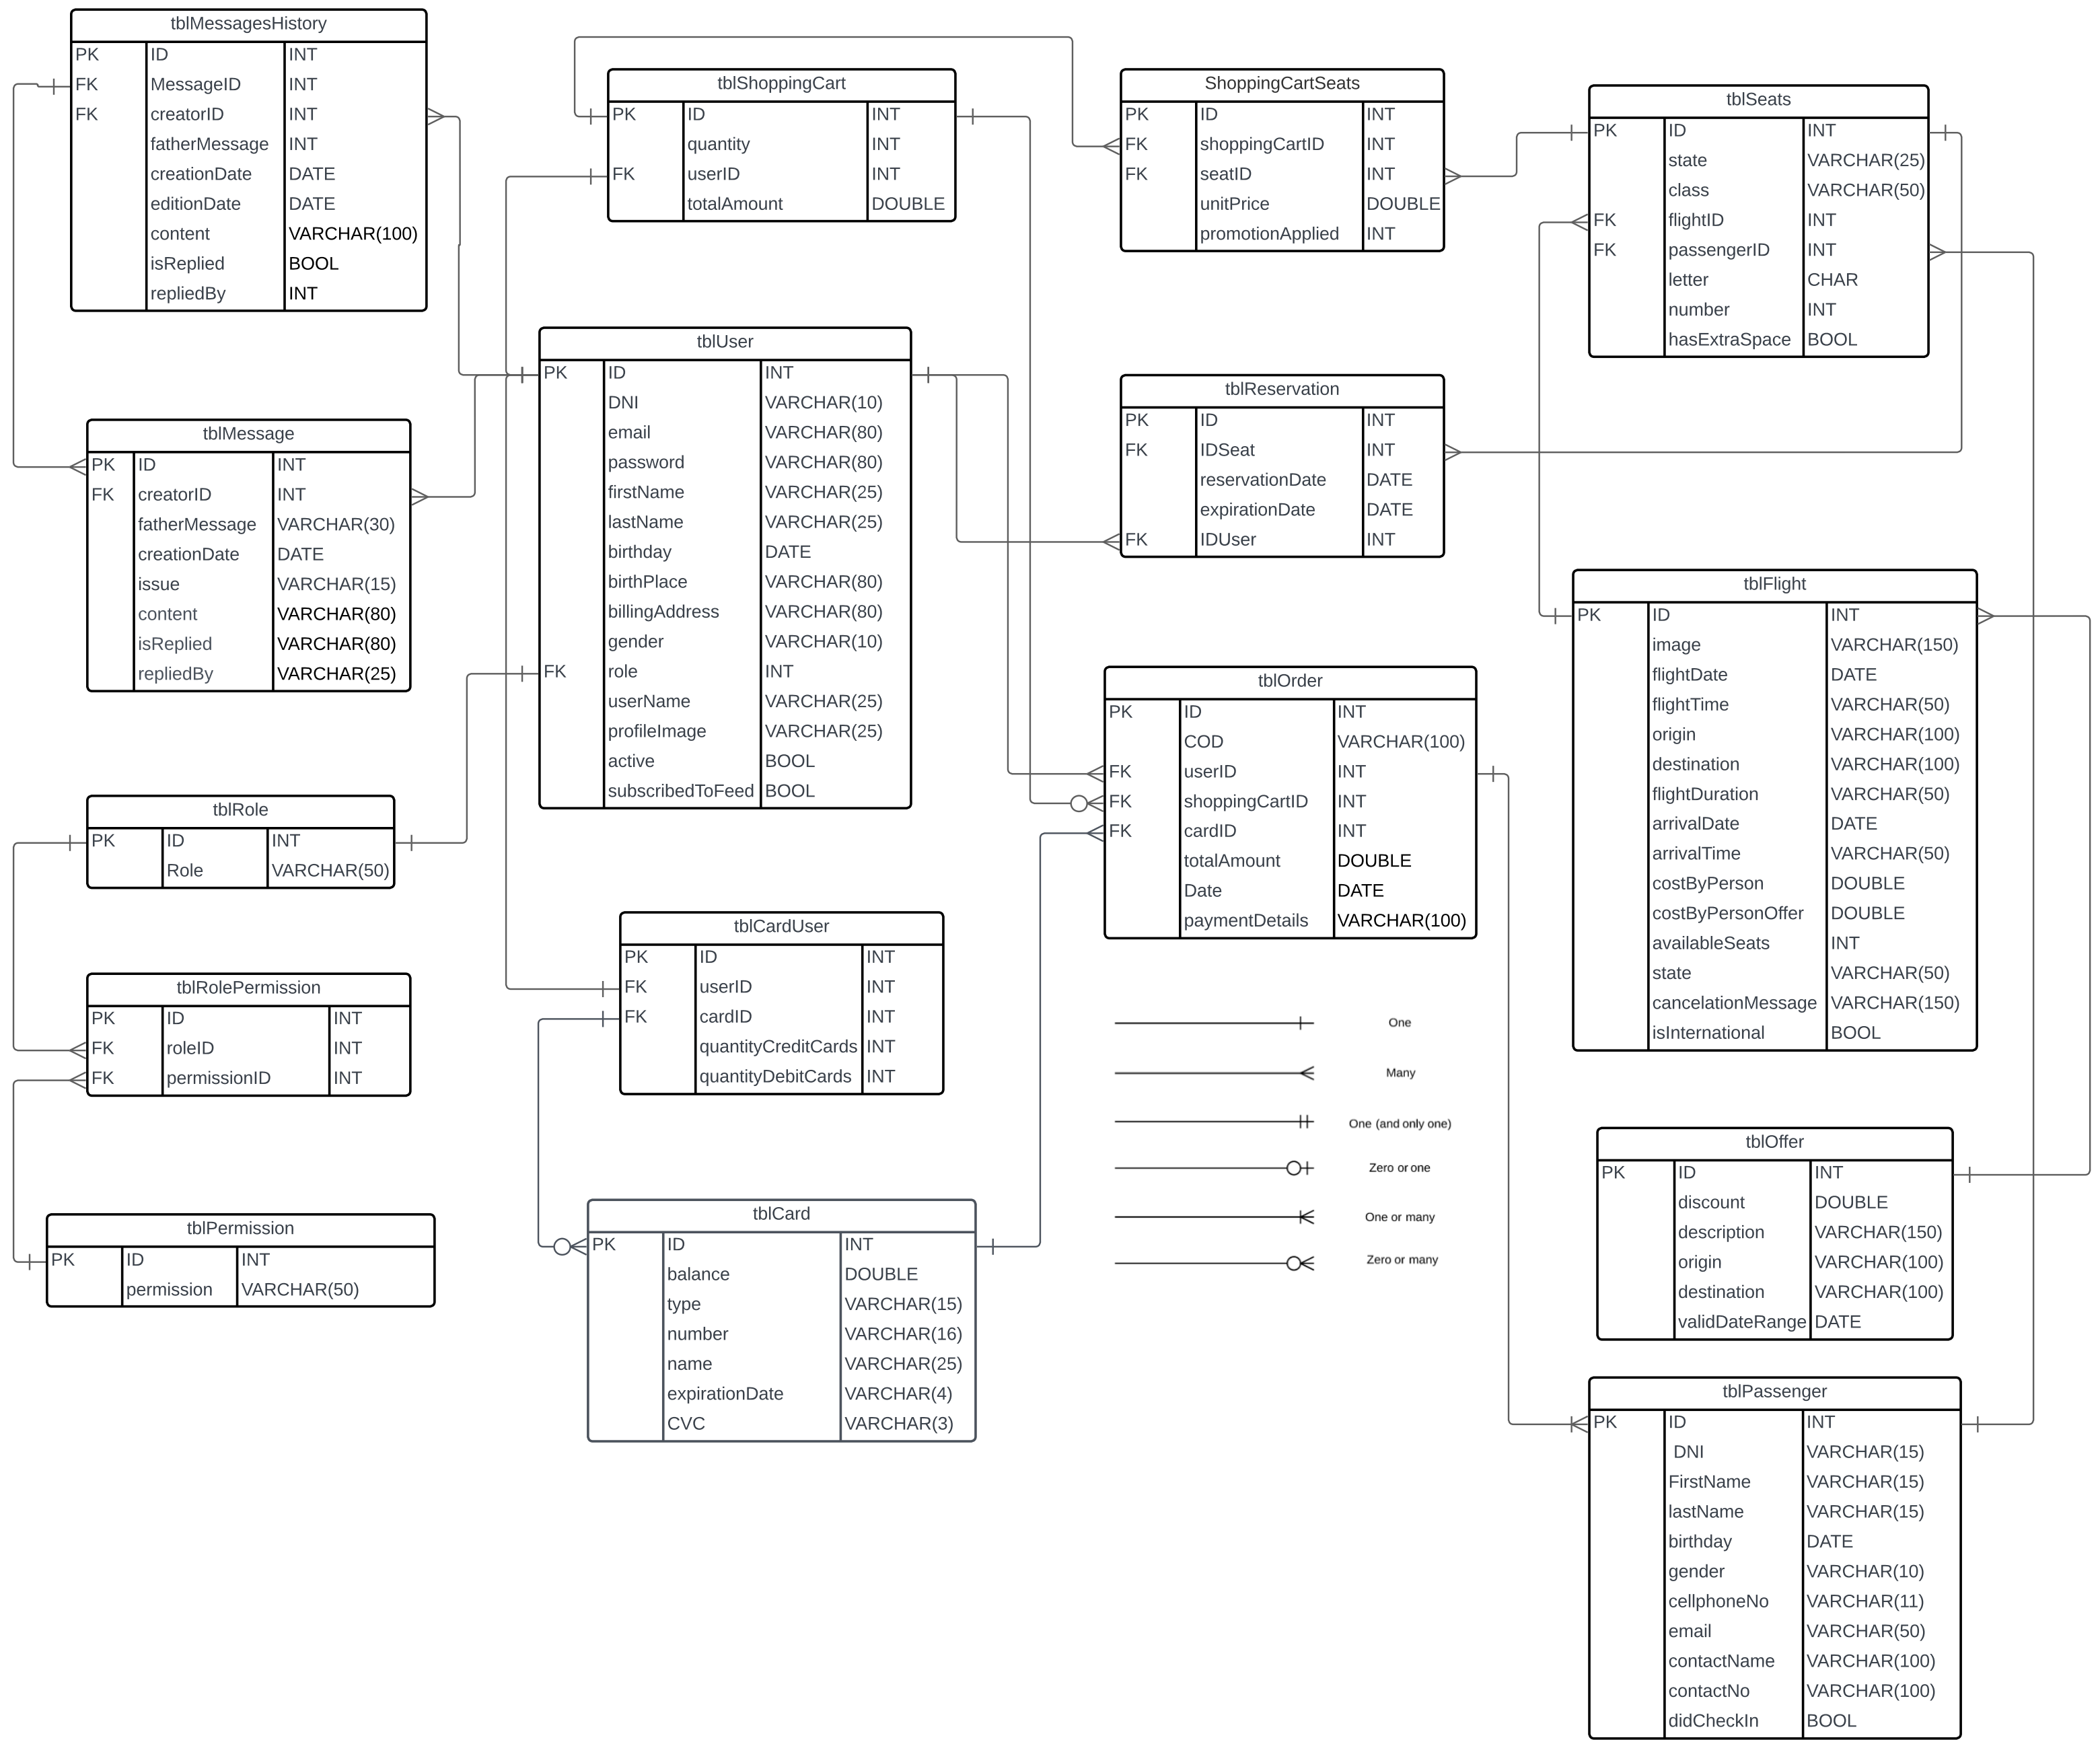 tblMessagesHistory
PK ID INT
FK MessageID INT
FK creatorID INT
fatherMessage INT
creationDate DATE
editionDate DATE
content VARCHAR(100)
isReplied BOOL
repliedBy INT
tblMessage
PK ID INT
FK creatorID INT
fatherMessage VARCHAR(30)
creationDate DATE
issue VARCHAR(15)
content VARCHAR(80)
isReplied VARCHAR(80)
repliedBy VARCHAR(25)
tblRole
PK ID INT
Role VARCHAR(50)
tblRolePermission
PK ID INT
FK roleID INT
FK permissionID INT
tblPermission
PK ID INT
permission VARCHAR(50)
tblShoppingCart
PK ID INT
quantity INT
FK userID INT
totalAmount DOUBLE
tblUser
PK ID INT
DNI VARCHAR(10)
email VARCHAR(80)
password VARCHAR(80)
firstName VARCHAR(25)
lastName VARCHAR(25)
birthday DATE
birthPlace VARCHAR(80)
billingAddress VARCHAR(80)
gender VARCHAR(10)
FK role INT
userName VARCHAR(25)
profileImage VARCHAR(25)
active BOOL
subscribedToFeed BOOL
tblCardUser
PK ID INT
FK userID INT
FK cardID INT
quantityCreditCards INT
quantityDebitCards INT
tblCard
PK ID INT
balance DOUBLE
type VARCHAR(15)
number VARCHAR(16)
name VARCHAR(25)
expirationDate VARCHAR(4)
CVC VARCHAR(3)
ShoppingCartSeats
PK ID INT
FK shoppingCartID INT
FK seatID INT
unitPrice DOUBLE
promotionApplied INT
tblReservation
PK ID INT
FK IDSeat INT
reservationDate DATE
expirationDate DATE
FK IDUser INT
tblOrder
PK ID INT
COD VARCHAR(100)
FK userID INT
FK shoppingCartID INT
FK cardID INT
totalAmount DOUBLE
Date DATE
paymentDetails VARCHAR(100)
One
Many
One (and only one)
Zero or one
One or many
Zero or many
tblSeats
PK ID INT
state VARCHAR(25)
class VARCHAR(50)
FK flightID INT
FK passengerID INT
letter CHAR
number INT
hasExtraSpace BOOL
tblFlight
PK ID INT
image VARCHAR(150)
flightDate DATE
flightTime VARCHAR(50)
origin VARCHAR(100)
destination VARCHAR(100)
flightDuration VARCHAR(50)
arrivalDate DATE
arrivalTime VARCHAR(50)
costByPerson DOUBLE
costByPersonOffer DOUBLE
availableSeats INT
state VARCHAR(50)
cancelationMessage VARCHAR(150)
isInternational BOOL
tblOffer
PK ID INT
discount DOUBLE
description VARCHAR(150)
origin VARCHAR(100)
destination VARCHAR(100)
validDateRange DATE
tblPassenger
PK ID INT
DNI VARCHAR(15)
FirstName VARCHAR(15)
lastName VARCHAR(15)
birthday DATE
gender VARCHAR(10)
cellphoneNo VARCHAR(11)
email VARCHAR(50)
contactName VARCHAR(100)
contactNo VARCHAR(100)
didCheckIn BOOL